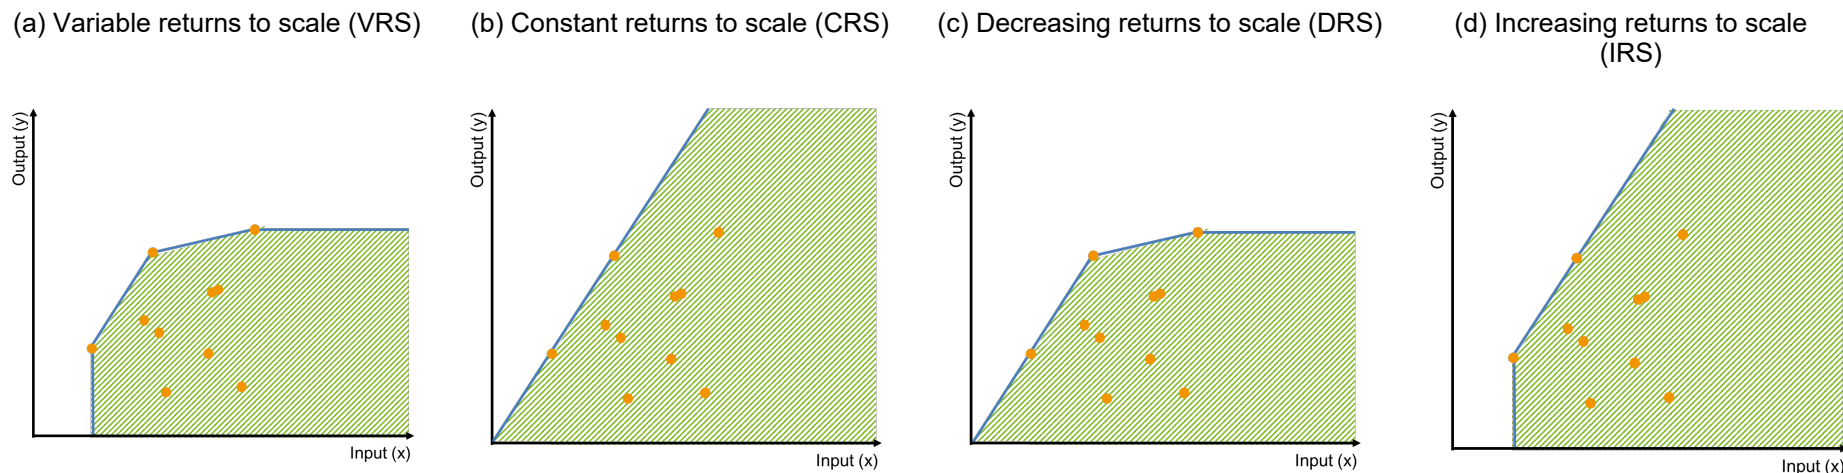 (a) Variable returns to scale (VRS)
Output (y)
Input (x)
(b) Constant returns to scale (CRS)
Output (y)
Input (x)
(c) Decreasing returns to scale (DRS)
Output (y)
Input (x)
(d) Increasing returns to scale
(IRS)
Output (y)
Input (x)